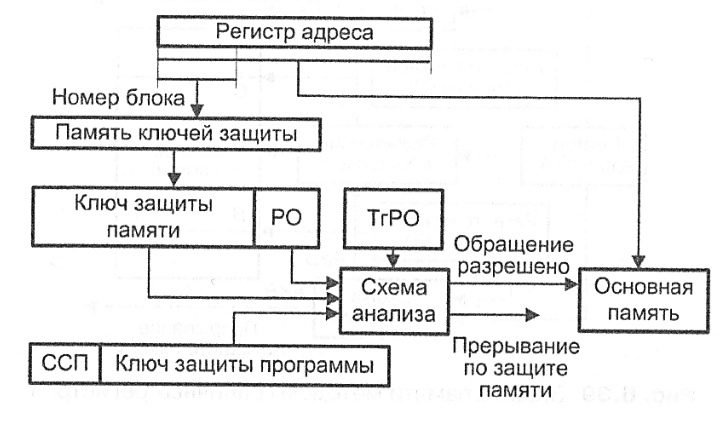 Регистр адреса
Номер блока
Память ключей защиты
Ключ защиты
памяти
РО
ТгРО
Обращение
разрешено
Схема
анализа
Основная
память
Прерывание
по защите
памяти
ССП
Ключ защиты программы